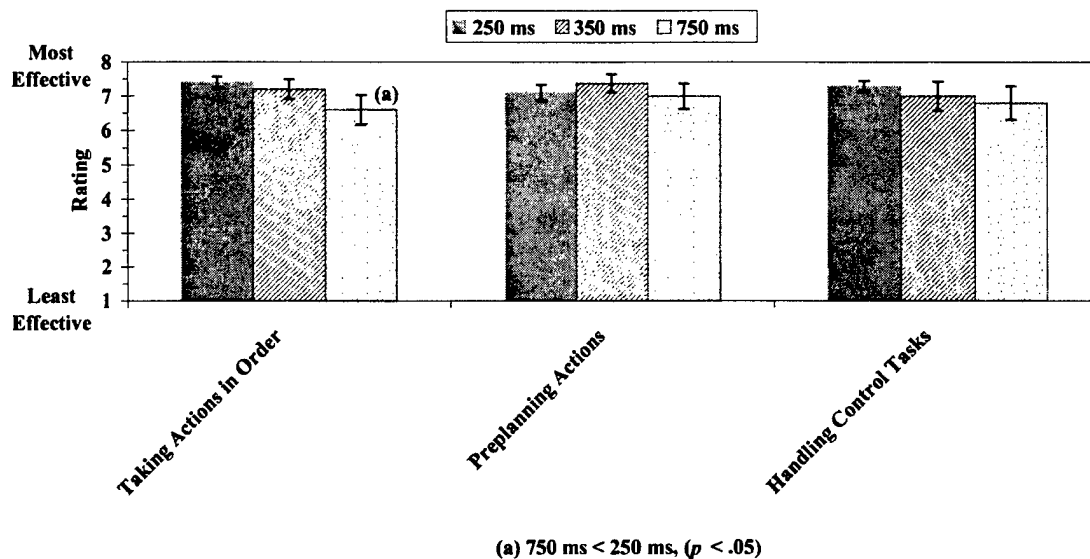 250 ms 350 ms 750 ms
Most
Effective
8
7
6
5
4
3
2
1
Rating
Least
Effective
(a)
Taking Actions in Order
Preplanning Actions
Handling Control Tasks
(a) 750 ms < 250 ms, (p < .05)